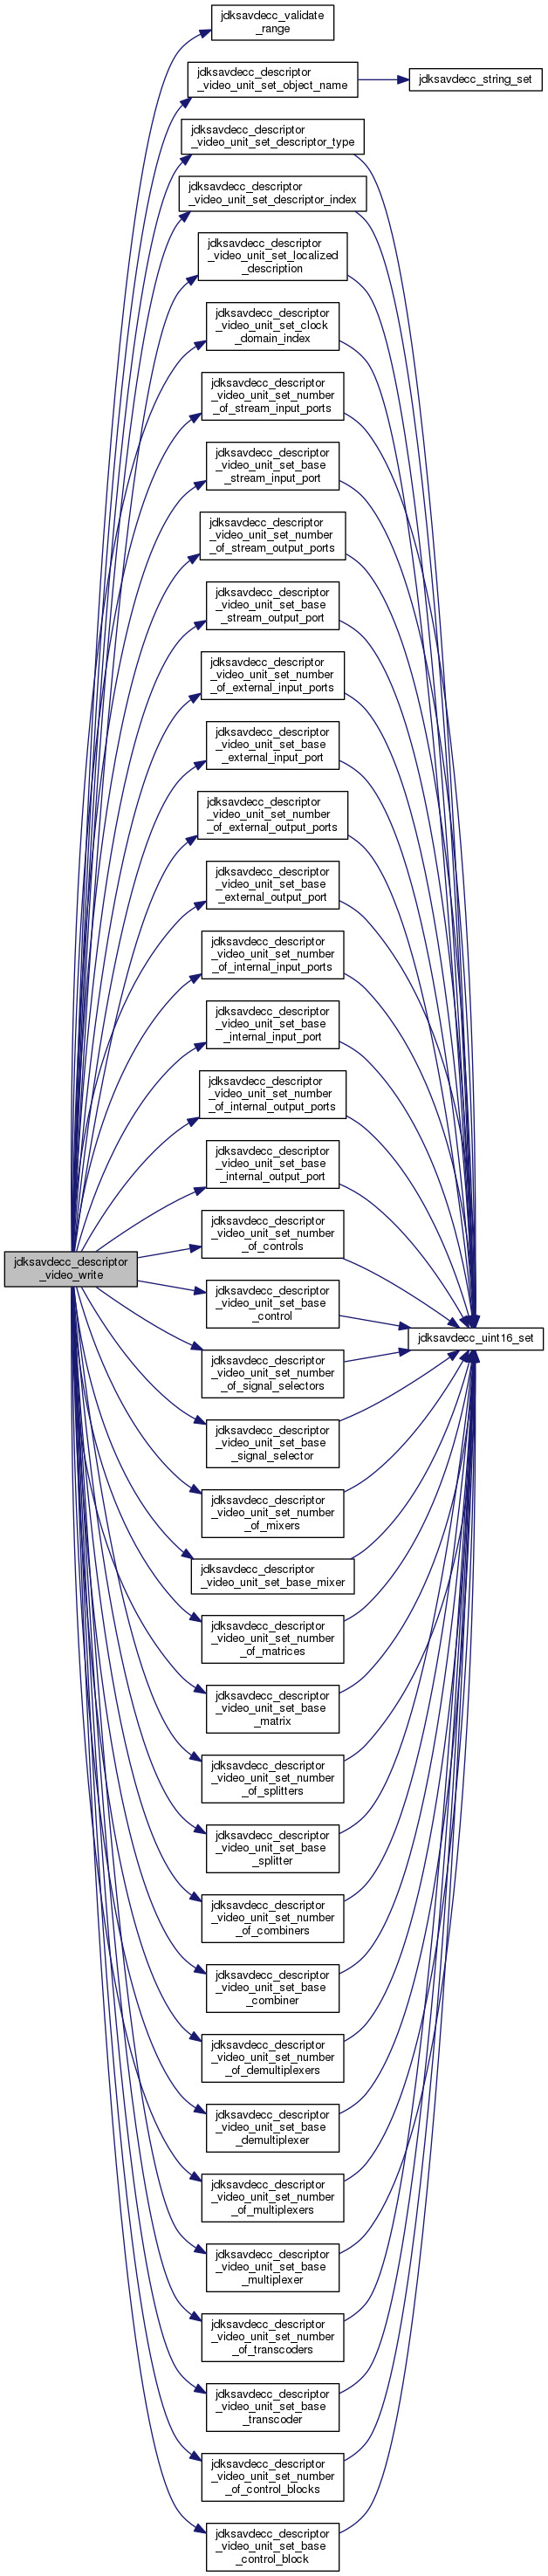 jdksavdecc_validate
_range
jdksavdecc_descriptor
_video_unit_set_object_name
jdksavdecc_string_set
jdksavdecc_descriptor
_video_unit_set_descriptor_type
jdksavdecc_descriptor
_video_unit_set_descriptor_index
jdksavdecc_descriptor
_video_unit_set_localized
_description
jdksavdecc_descriptor
_video_unit_set_clock
_domain_index
jdksavdecc_descriptor
_video_unit_set_number
_of_stream_input_ports
jdksavdecc_descriptor
_video_unit_set_base
_stream_input_port
jdksavdecc_descriptor
_video_unit_set_number
_of_stream_output_ports
jdksavdecc_descriptor
_video_unit_set_base
_stream_output_port
jdksavdecc_descriptor
_video_unit_set_number
_of_external_input_ports
jdksavdecc_descriptor
_video_unit_set_base
_external_input_port
jdksavdecc_descriptor
_video_unit_set_number
_of_external_output_ports
jdksavdecc_descriptor
_video_unit_set_base
_external_output_port
jdksavdecc_descriptor
_video_unit_set_number
_of_internal_input_ports
jdksavdecc_descriptor
_video_unit_set_base
_internal_input_port
jdksavdecc_descriptor
_video_unit_set_number
_of_internal_output_ports
jdksavdecc_descriptor
_video_unit_set_base
_internal_output_port
jdksavdecc_descriptor
_video_unit_set_number
_of_controls
jdksavdecc_descriptor
_video_write
jdksavdecc_descriptor
_video_unit_set_base
_control
jdksavdecc_uint16_set
jdksavdecc_descriptor
_video_unit_set_number
_of_signal_selectors
jdksavdecc_descriptor
_video_unit_set_base
_signal_selector
jdksavdecc_descriptor
_video_unit_set_number
_of_mixers
jdksavdecc_descriptor
_video_unit_set_base_mixer
jdksavdecc_descriptor
_video_unit_set_number
_of_matrices
jdksavdecc_descriptor
_video_unit_set_base
_matrix
jdksavdecc_descriptor
_video_unit_set_number
_of_splitters
jdksavdecc_descriptor
_video_unit_set_base
_splitter
jdksavdecc_descriptor
_video_unit_set_number
_of_combiners
jdksavdecc_descriptor
_video_unit_set_base
_combiner
jdksavdecc_descriptor
_video_unit_set_number
_of_demultiplexers
jdksavdecc_descriptor
_video_unit_set_base
_demultiplexer
jdksavdecc_descriptor
_video_unit_set_number
_of_multiplexers
jdksavdecc_descriptor
_video_unit_set_base
_multiplexer
jdksavdecc_descriptor
_video_unit_set_number
_of_transcoders
jdksavdecc_descriptor
_video_unit_set_base
_transcoder
jdksavdecc_descriptor
_video_unit_set_number
_of_control_blocks
jdksavdecc_descriptor
_video_unit_set_base
_control_block